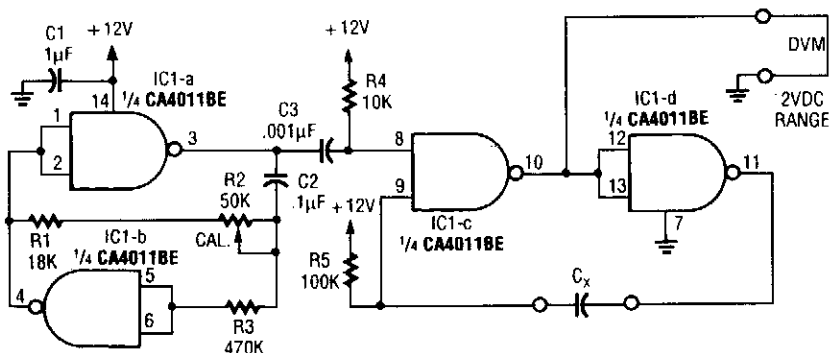 C1
.1µF
+12V
IC1-a
1/4 CA4011BE
14
1
2
3
C3
.001µF
+12V
R4
10K
8
9
10
IC1-c
1/4 CA4011BE
IC1-d
1/4 CA4011BE
12
13
11
7
DVM
2VDC
RANGE
R2
50K
CAL.
C2
.1µF
+12V
R1
18K
IC1-b
1/4 CA4011BE
4
5
6
R3
470K
R5
100K
Cx